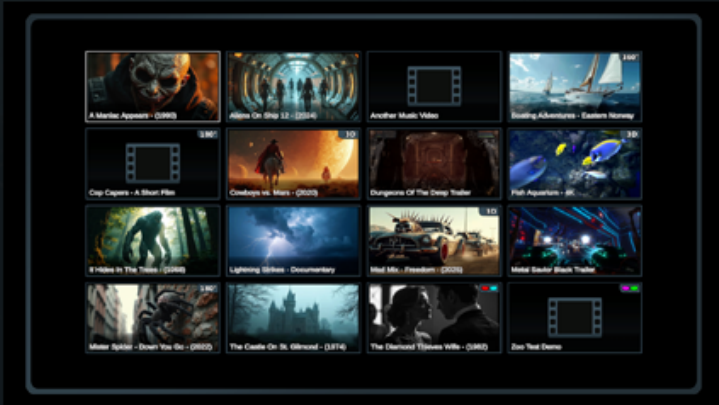 A Maniac Appears - (1990)
Aliens On Ship 12 - (2024)
Another Music Video
360°
Boating Adventures - Eastern Norway
180°
Cop Capers - A Short Film
3D
Cowboys vs. Mars - (2020)
Dungeons Of The Deep Trailer
3D
Fish Aquarium - 4K
It Hides In The Trees - (1988)
Lightning Strikes - Documentary
3D
Mad Mix - Freedom - (2025)
Metal Savior Black Trailer
180°
Mister Spider - Down You Go - (2022)
The Castle On St. Gilmond - (1974)
The Diamond Thieves Wife - (1962)
Zoo Test Demo